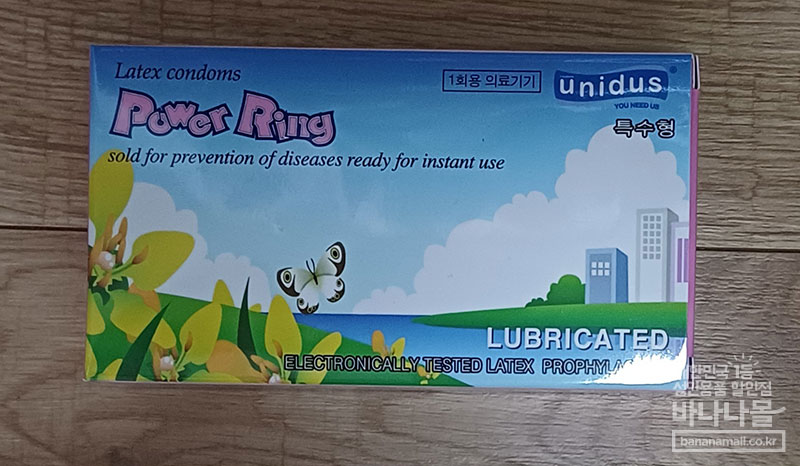 Latex condoms
1회용 의료기기
unidus
YOU NEED US
Power Ring
특수형
sold for prevention of diseases ready for instant use
LUBRICATED
ELECTRONICALLY TESTED LATEX
대한민국 1등
성인용품 할인점
바나나몰
bananamall.co.kr